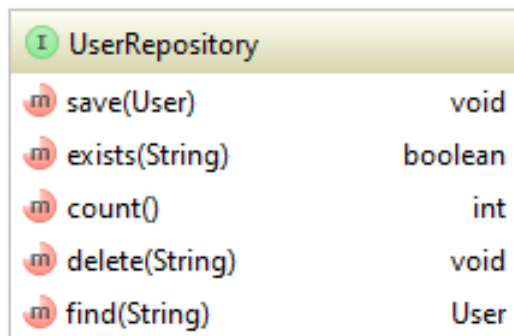 I UserRepository
m save(User) void
m exists(String) boolean
m count() int
m delete(String) void
m find(String) User